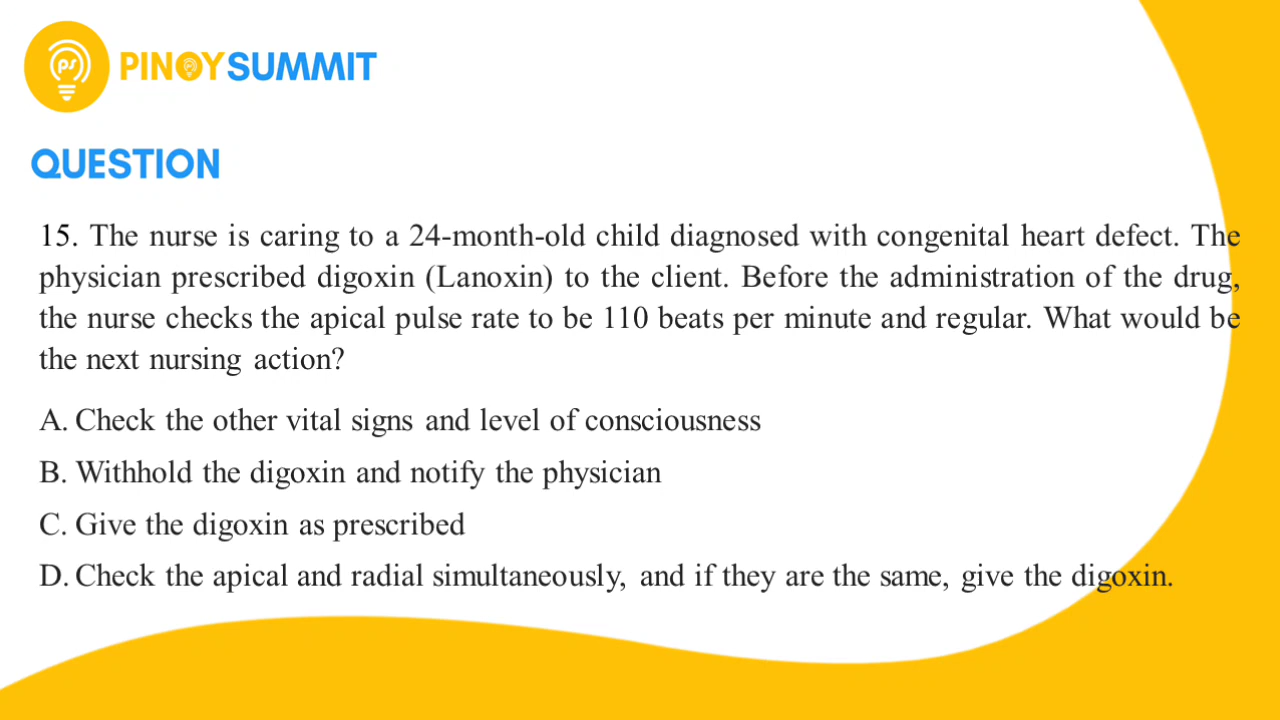 ps
PINOYSUMMIT
QUESTION
15. The nurse is caring to a 24-month-old child diagnosed with congenital heart defect. The
physician prescribed digoxin (Lanoxin) to the client. Before the administration of the drug,
the nurse checks the apical pulse rate to be 110 beats per minute and regular. What would be
the next nursing action?
A. Check the other vital signs and level of consciousness
B. Withhold the digoxin and notify the physician
C. Give the digoxin as prescribed
D. Check the apical and radial simultaneously, and if they are the same, give the digoxin.